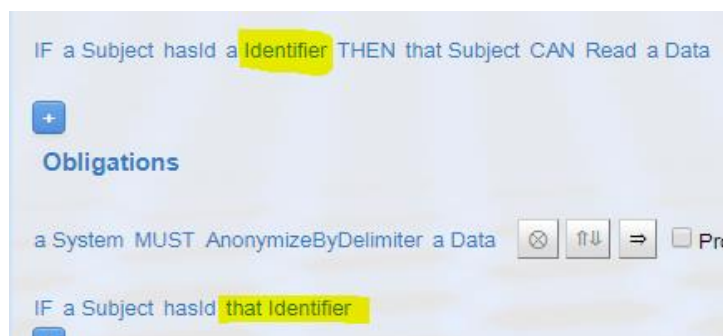 IF a Subject hasId a Identifier THEN that Subject CAN Read a Data
+
Obligations
a System MUST AnonymizeByDelimiter a Data ⊗ ⇑⇓ ⇒ Pr
IF a Subject hasId that Identifier